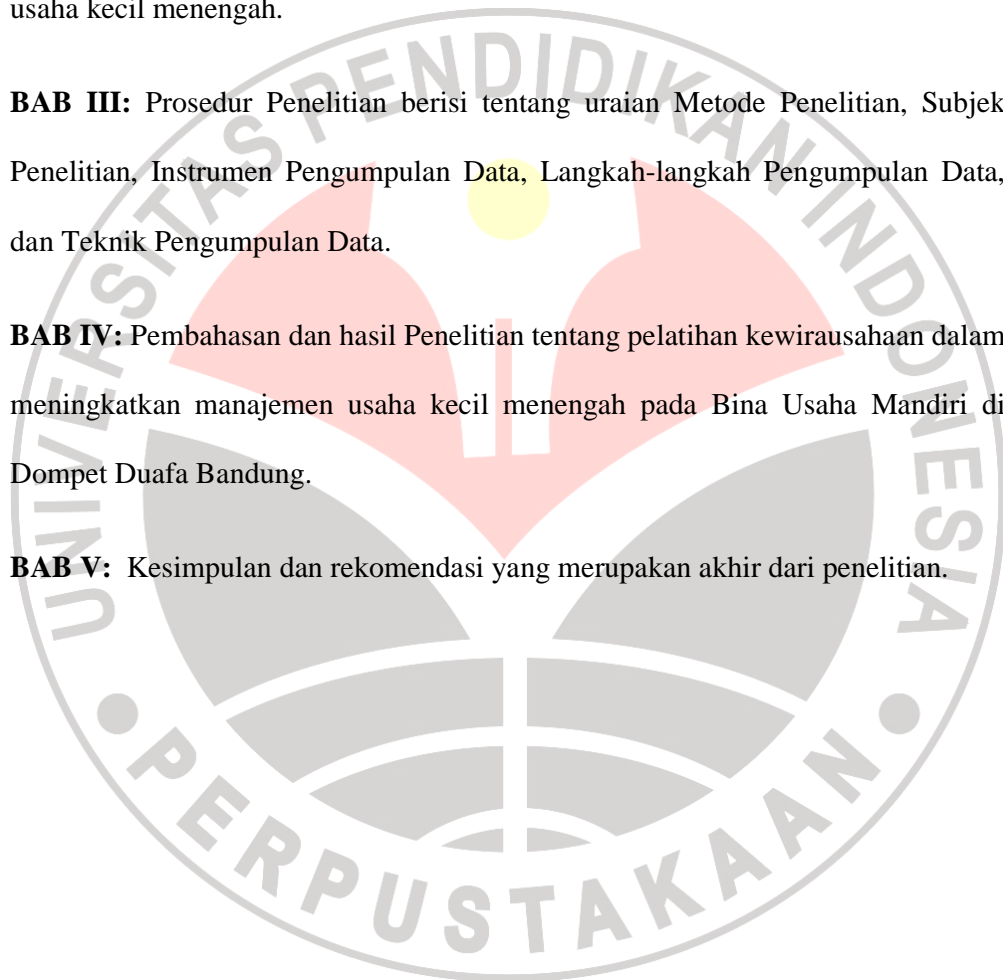 usaha kecil menengah.
BAB III: Prosedur Penelitian berisi tentang uraian Metode Penelitian, Subjek
Penelitian, Instrumen Pengumpulan Data, Langkah-langkah Pengumpulan Data,
dan Teknik Pengumpulan Data.
BAB IV: Pembahasan dan hasil Penelitian tentang pelatihan kewirausahaan dalam
meningkatkan manajemen usaha kecil menengah pada Bina Usaha Mandiri di
Dompet Duafa Bandung.
BAB V: Kesimpulan dan rekomendasi yang merupakan akhir dari penelitian.
UNIVERSITAS PENDIDIKAN INDONESIA
PERPUSTAKAAN